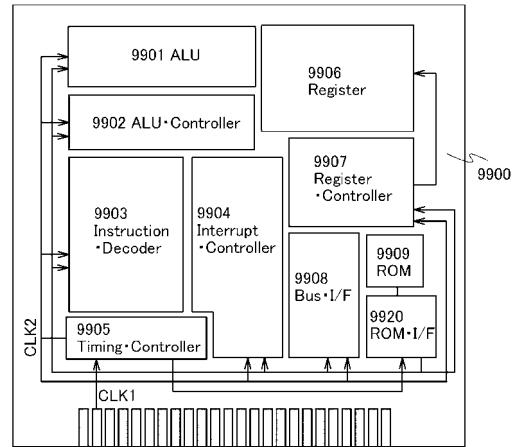 9901 ALU
9902 ALU・Controller
9903
Instruction
・Decoder
9904
Interrupt
・Controller
9905
Timing・Controller
9906
Register
9907
Register
・Controller
9900
9908
Bus・I/F
9909
ROM
9920
ROM・I/F
CLK2
CLK1